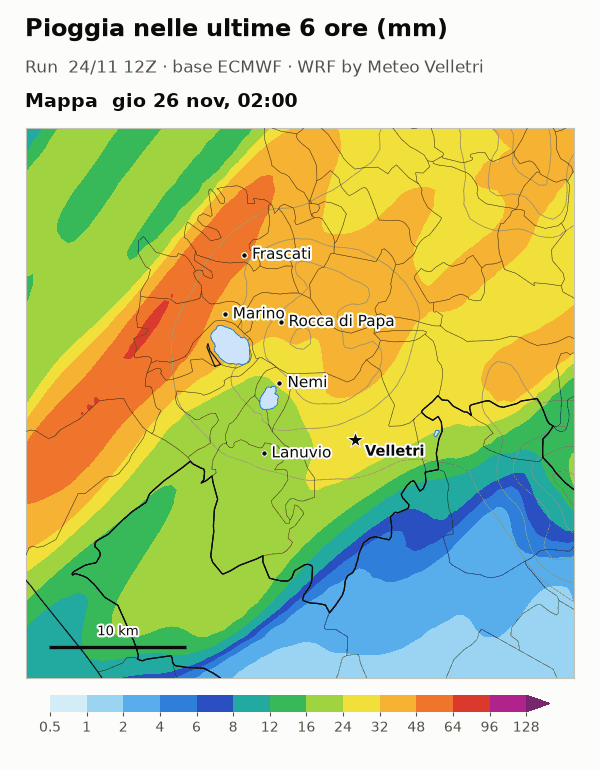 Pioggia nelle ultime 6 ore (mm)
Run 24/11 12Z · base ECMWF · WRF by Meteo Velletri
Mappa gio 26 nov, 02:00
Frascati
Marino
Rocca di Papa
Nemi
Velletri
Lanuvio
10 km
0.5 1 2 4 6 8 12 16 24 32 48 64 96 128